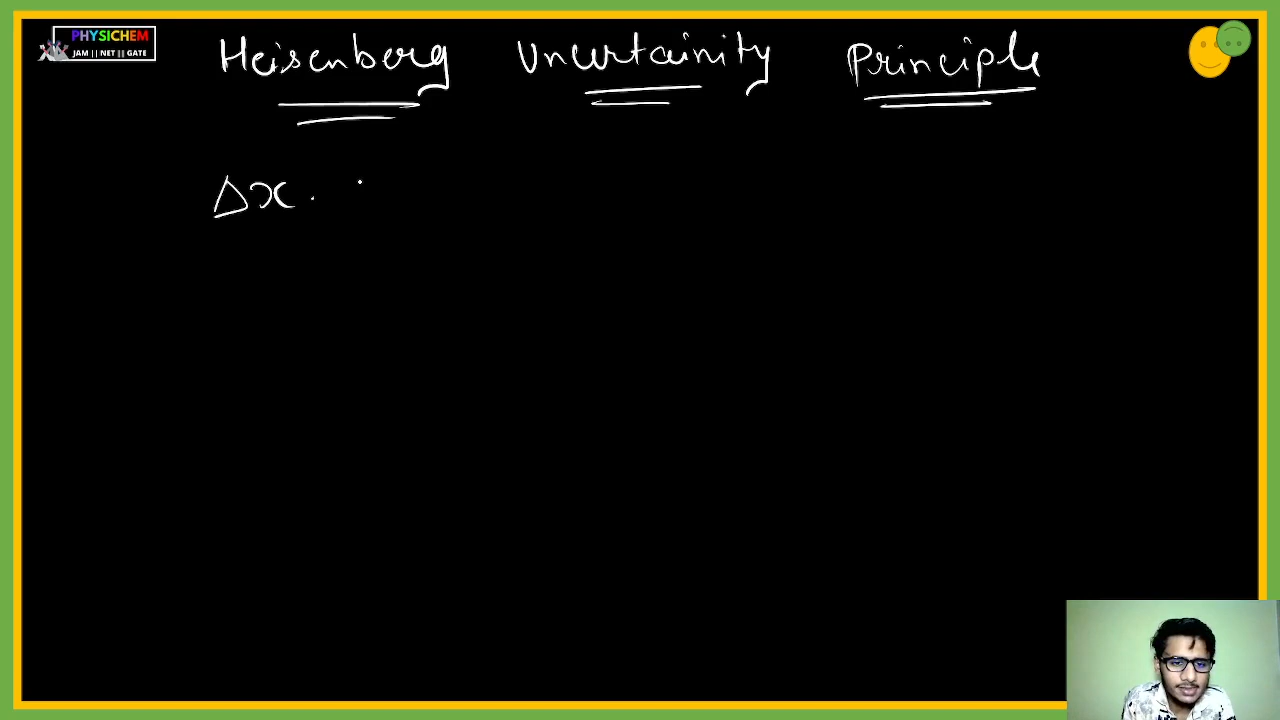 PHYSICHEM
JAM || NET || GATE
Heisenberg Uncertainity Principle
Δx .